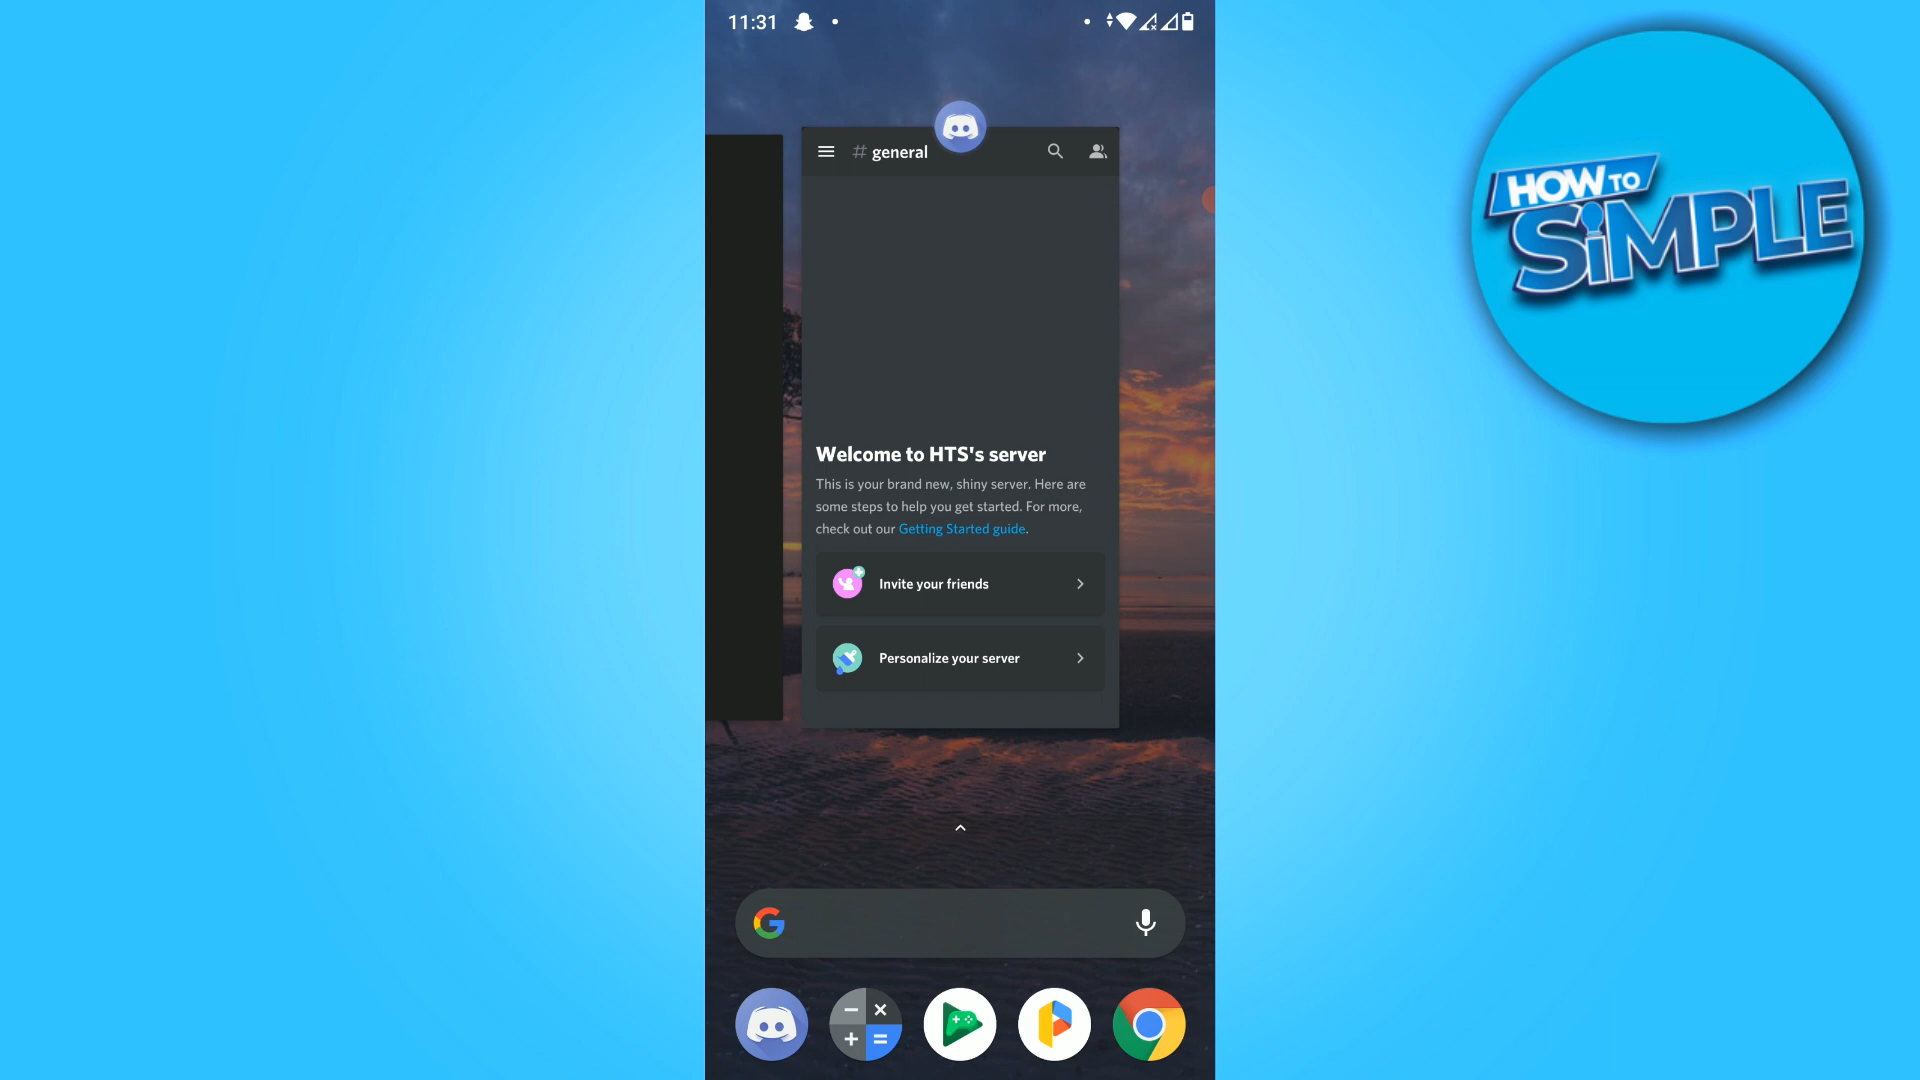 11:31
HOW TO
SiMPLE
# general
Welcome to HTS's server
This is your brand new, shiny server. Here are
some steps to help you get started. For more,
check out our Getting Started guide.
Invite your friends
Personalize your server